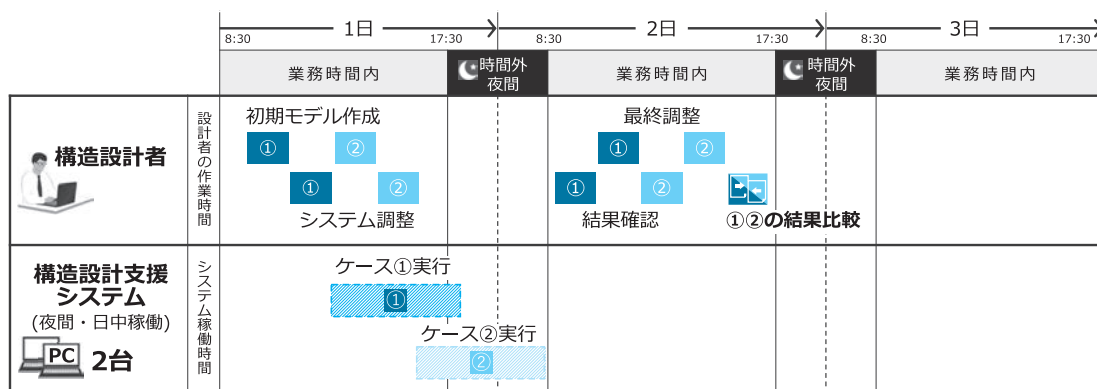 1日
2日
3日
8:30
17:30
8:30
17:30
8:30
17:30
業務時間内
時間外
夜間
業務時間内
時間外
夜間
業務時間内
構造設計者
設計者の作業時間
初期モデル作成
① ②
① ②
システム調整
最終調整
① ②
① ②
結果確認
①②の結果比較
構造設計支援
システム
(夜間・日中稼働)
PC 2台
システム稼働時間
ケース①実行
①
ケース②実行
②